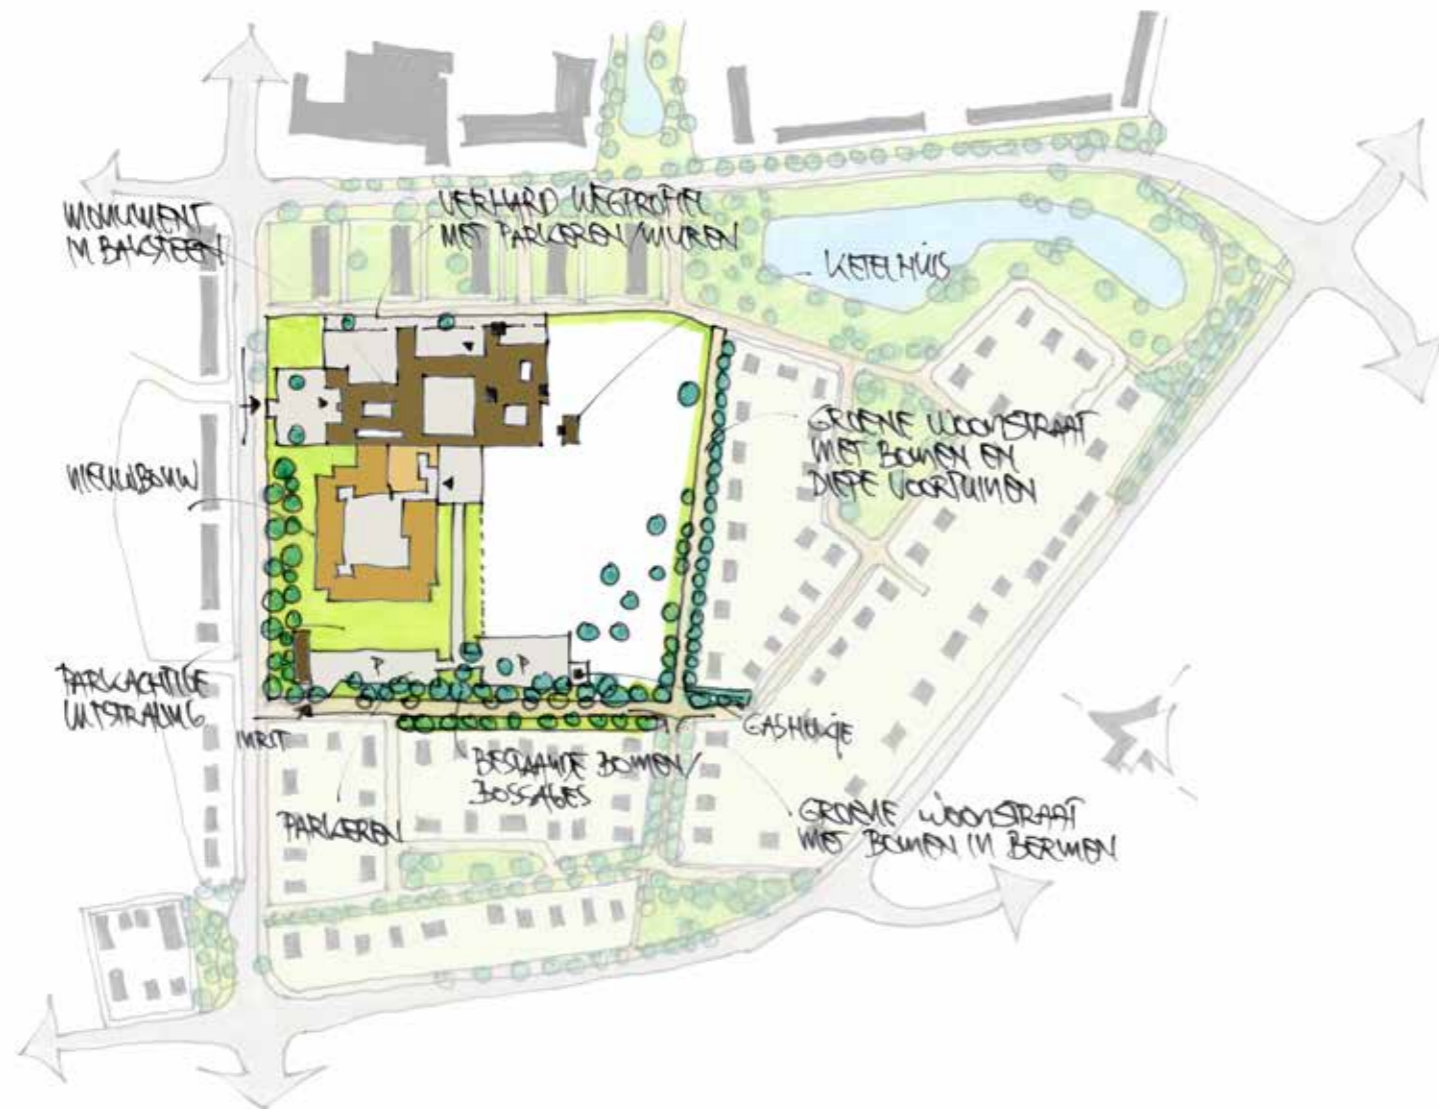 MONUMENT
IN BAKSTEEN
VERHARD WEGPROFIEL
MET PARKEREN/MUREN
KETELHUIS
GROENE WOONSTRAAT
MET BOMEN EN
DIEPE VOORTUINEN
NIEUWBOUW
PARKACHTIGE
UITSTRALING
P
P
INRIT
BESTAANDE BOMEN/
BOSSAGES
GASHUISJE
PARKEREN
GROENE WOONSTRAAT
MET BOMEN IN BERMEN